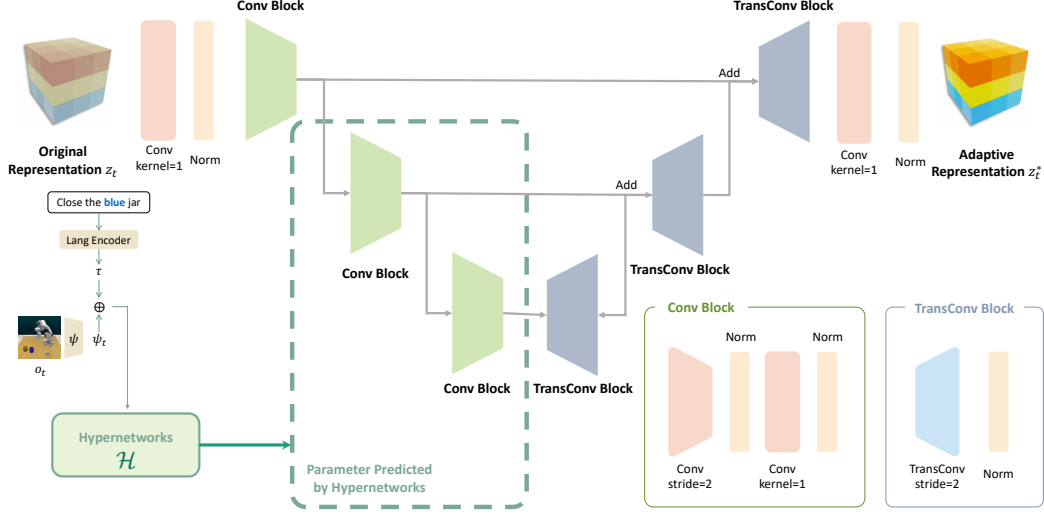 Conv Block
TransConv Block
Add
Conv
kernel=1
Norm
Conv
kernel=1
Norm
Original
Representation z_t
Adaptive
Representation z_t^*
Close the blue jar
Lang Encoder
τ
⊕
ψ
ψ_t
o_t
Hypernetworks
ℋ
Conv Block
Add
TransConv Block
Conv Block
TransConv Block
Parameter Predicted
by Hypernetworks
Conv Block
Norm
Norm
Conv
stride=2
Conv
kernel=1
TransConv Block
TransConv
stride=2
Norm